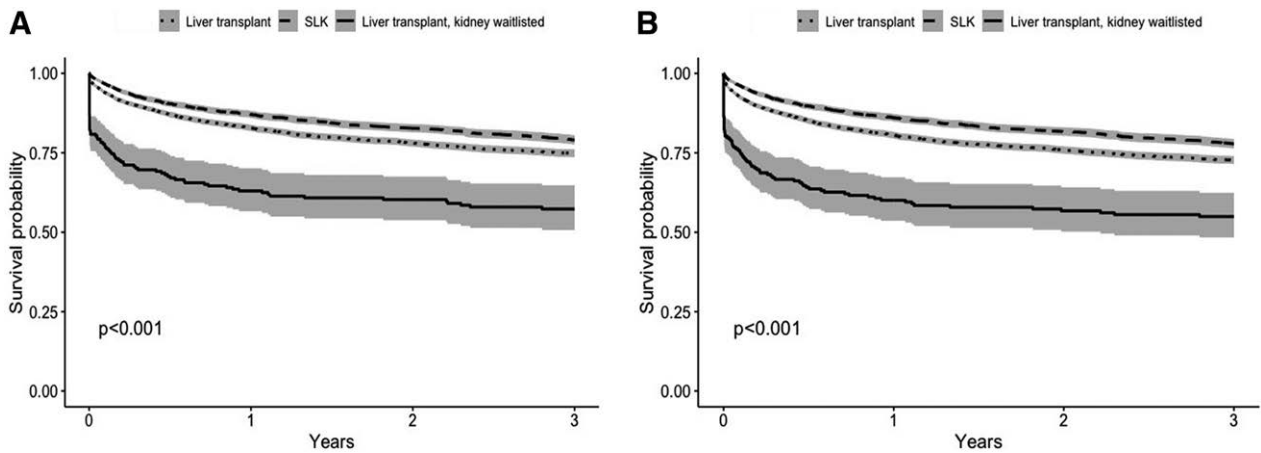 A
Liver transplant SLK Liver transplant, kidney waitlisted
1.00
0.75
0.50
0.25
0.00
Survival probability
p<0.001
0 1 2 3
Years
B
Liver transplant SLK Liver transplant, kidney waitlisted
1.00
0.75
0.50
0.25
0.00
Survival probability
p<0.001
0 1 2 3
Years